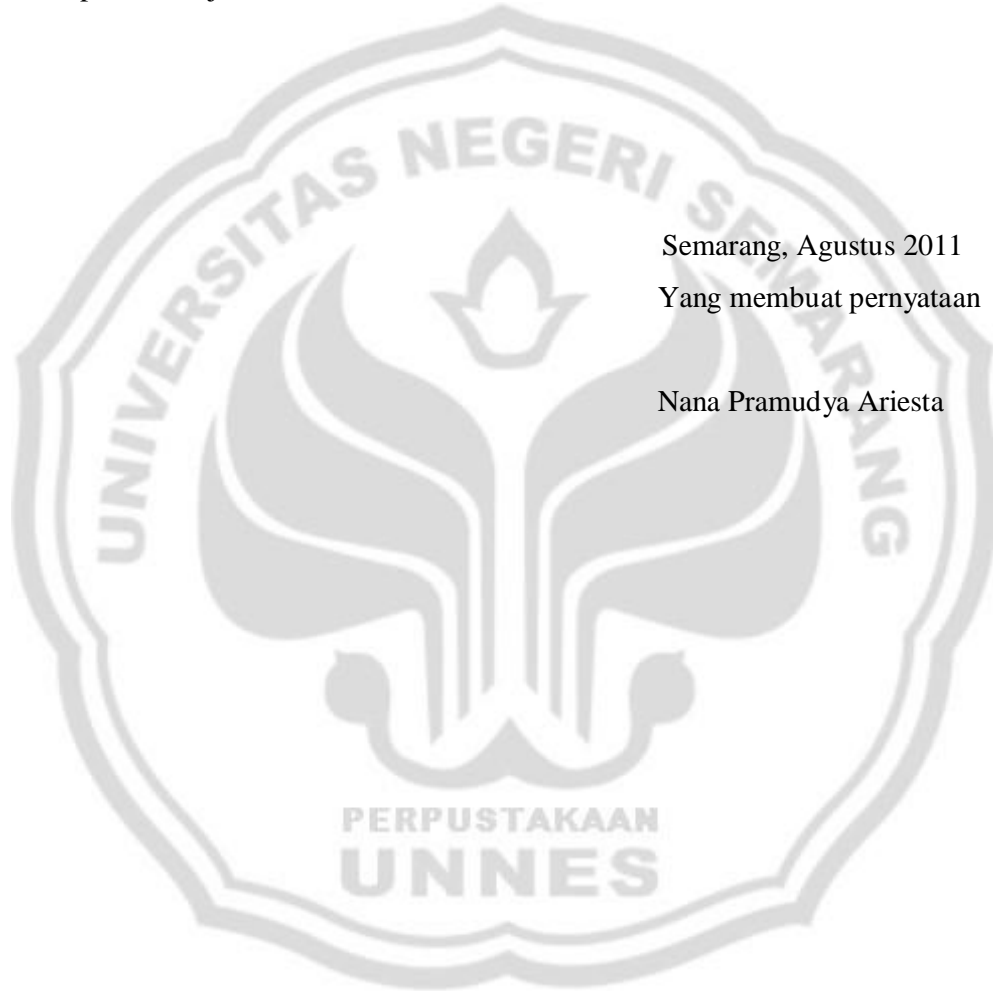 UNIVERSITAS NEGERI SEMARANG
Semarang, Agustus 2011
Yang membuat pernyataan
Nana Pramudya Ariesta
PERPUSTAKAAN
UNNES